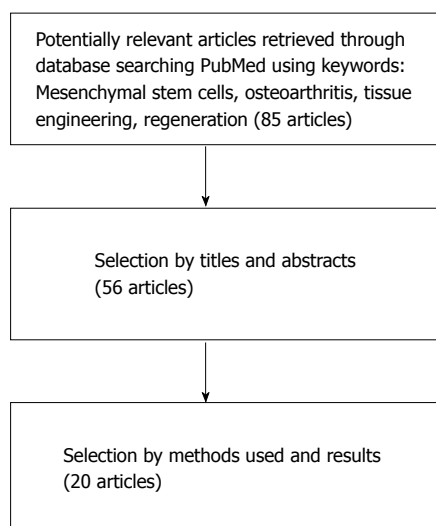 Potentially relevant articles retrieved through
database searching PubMed using keywords:
Mesenchymal stem cells, osteoarthritis, tissue
engineering, regeneration (85 articles)
Selection by titles and abstracts
(56 articles)
Selection by methods used and results
(20 articles)